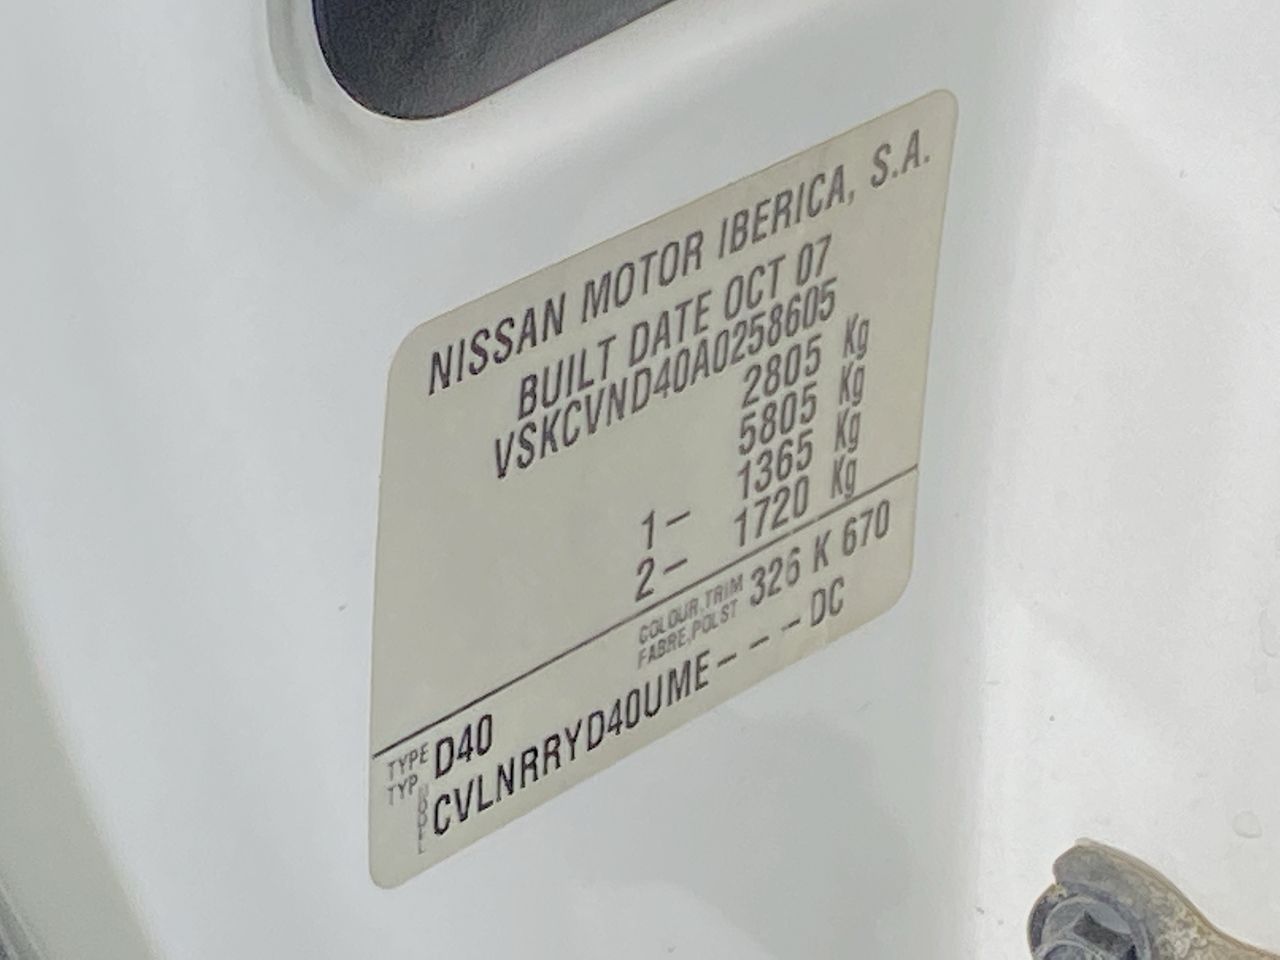 NISSAN MOTOR IBERICA, S.A.
BUILT DATE OCT 07
VSKCVND40A0258605
2805 Kg
5805 Kg
1- 1365 Kg
2- 1720 Kg
COLOUR,TRIM
FABRE,POLST
326 K 670
TYPE
TYP
D40
MODEL
CVLNRRYD40UME- - -DC